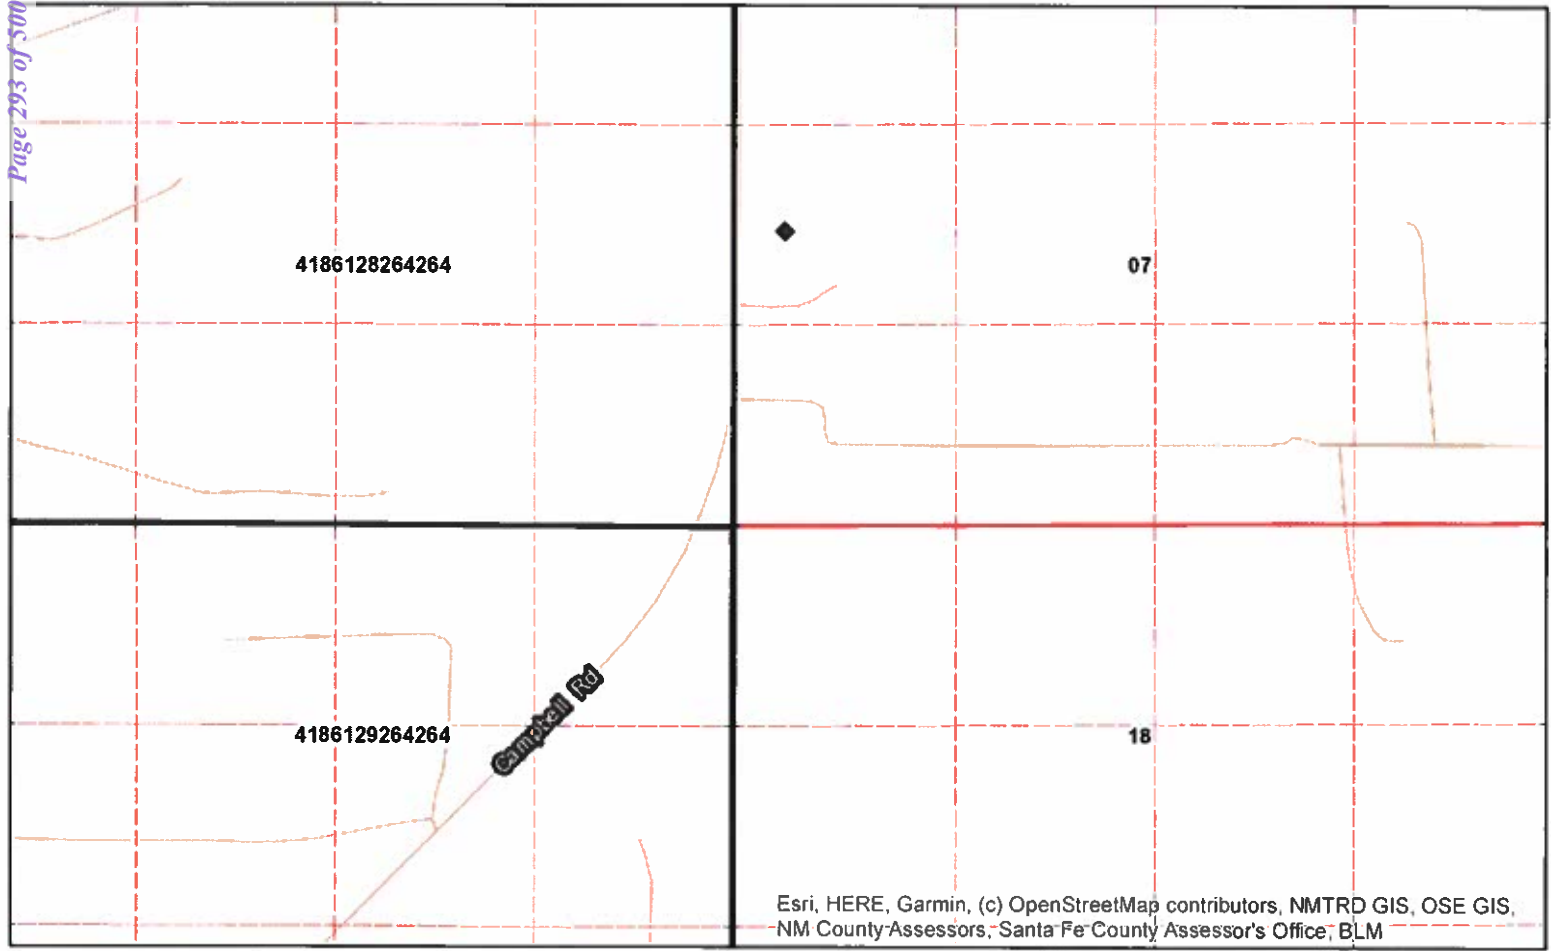 Page 293 of 500
4186128264264
07
Campbell Rd
4186129264264
18
Esri, HERE, Garmin, (c) OpenStreetMap contributors, NMTRD GIS, OSE GIS,
NM County Assessors, Santa Fe County Assessor's Office, BLM